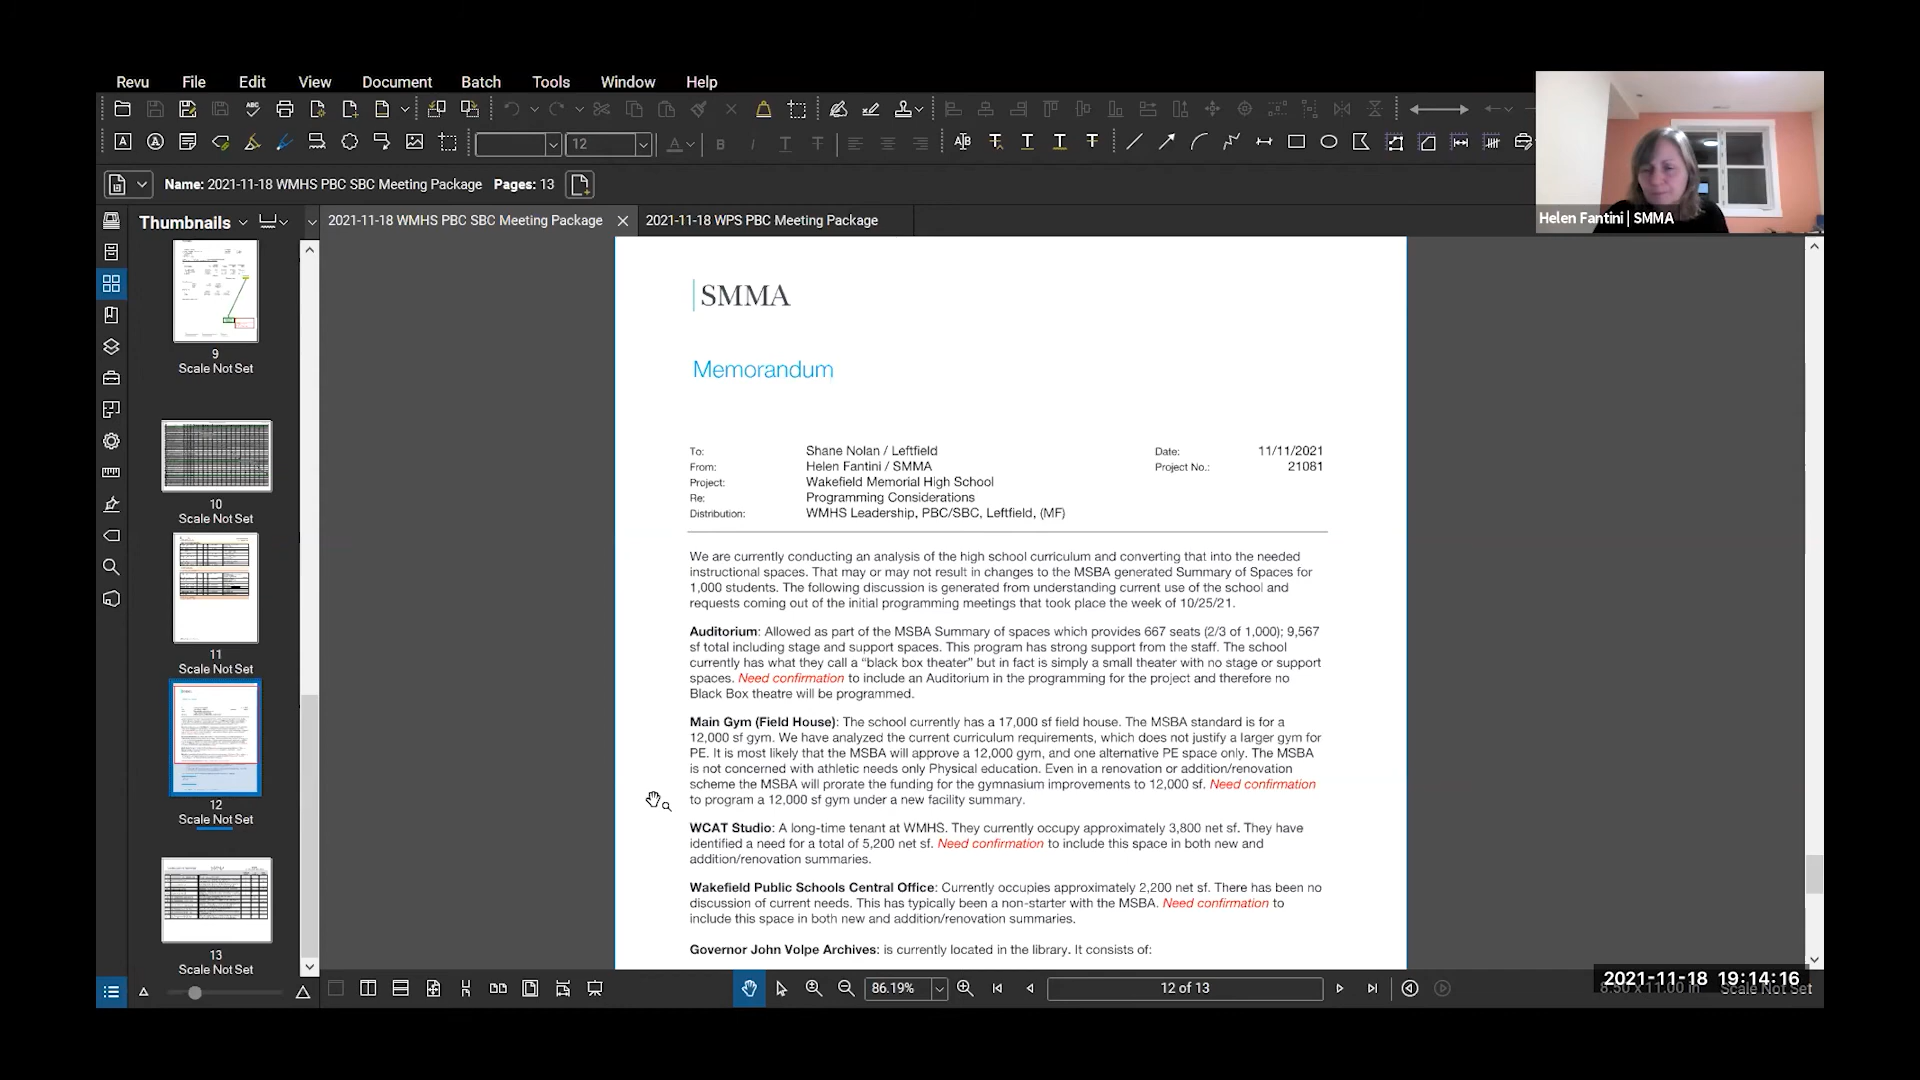 Revu File Edit View Document Batch Tools Window Help
12
Name: 2021-11-18 WMHS PBC SBC Meeting Package Pages: 13
Thumbnails
2021-11-18 WMHS PBC SBC Meeting Package
2021-11-18 WPS PBC Meeting Package
Helen Fantini | SMMA
9
Scale Not Set
10
Scale Not Set
11
Scale Not Set
12
Scale Not Set
13
Scale Not Set
SMMA
Memorandum
To: Shane Nolan / Leftfield Date: 11/11/2021
From: Helen Fantini / SMMA Project No.: 21081
Project: Wakefield Memorial High School
Re: Programming Considerations
Distribution: WMHS Leadership, PBC/SBC, Leftfield, (MF)
We are currently conducting an analysis of the high school curriculum and converting that into the needed
instructional spaces. That may or may not result in changes to the MSBA generated Summary of Spaces for
1,000 students. The following discussion is generated from understanding current use of the school and
requests coming out of the initial programming meetings that took place the week of 10/25/21.
Auditorium: Allowed as part of the MSBA Summary of spaces which provides 667 seats (2/3 of 1,000); 9,567
sf total including stage and support spaces. This program has strong support from the staff. The school
currently has what they call a “black box theater” but in fact is simply a small theater with no stage or support
spaces. Need confirmation to include an Auditorium in the programming for the project and therefore no
Black Box theatre will be programmed.
Main Gym (Field House): The school currently has a 17,000 sf field house. The MSBA standard is for a
12,000 sf gym. We have analyzed the current curriculum requirements, which does not justify a larger gym for
PE. It is most likely that the MSBA will approve a 12,000 gym, and one alternative PE space only. The MSBA
is not concerned with athletic needs only Physical education. Even in a renovation or addition/renovation
scheme the MSBA will prorate the funding for the gymnasium improvements to 12,000 sf. Need confirmation
to program a 12,000 sf gym under a new facility summary.
WCAT Studio: A long-time tenant at WMHS. They currently occupy approximately 3,800 net sf. They have
identified a need for a total of 5,200 net sf. Need confirmation to include this space in both new and
addition/renovation summaries.
Wakefield Public Schools Central Office: Currently occupies approximately 2,200 net sf. There has been no
discussion of current needs. This has typically been a non-starter with the MSBA. Need confirmation to
include this space in both new and addition/renovation summaries.
Governor John Volpe Archives: is currently located in the library. It consists of:
86.19%
12 of 13
2021-11-18 19:14:16
8.50 x 11.00 in Scale Not Set